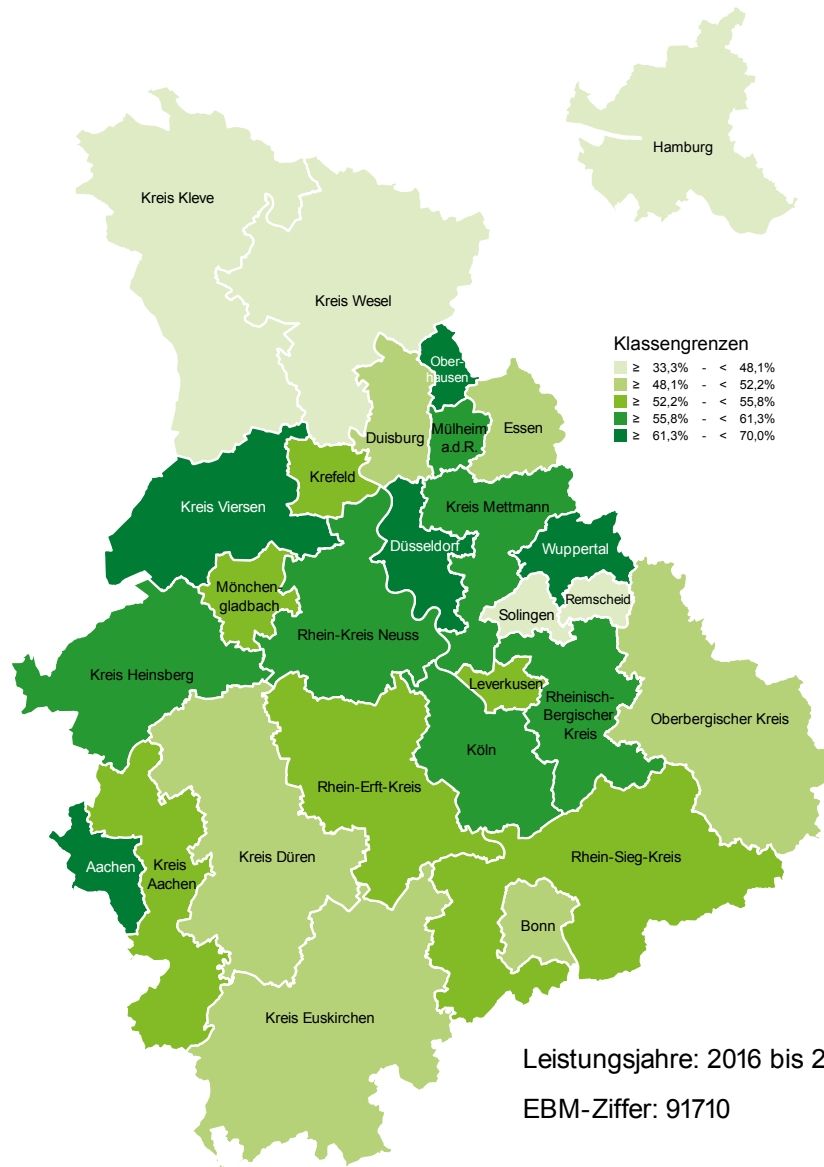 Hamburg
Kreis Kleve
Kreis Wesel
Klassengrenzen
≥ 33,3% - < 48,1%
≥ 48,1% - < 52,2%
≥ 52,2% - < 55,8%
≥ 55,8% - < 61,3%
≥ 61,3% - < 70,0%
Ober-
hausen
Duisburg
Mülheim
a.d.R.
Essen
Krefeld
Kreis Viersen
Kreis Mettmann
Düsseldorf
Wuppertal
Mönchen-
gladbach
Solingen
Remscheid
Rhein-Kreis Neuss
Kreis Heinsberg
Leverkusen
Rheinisch-
Bergischer
Kreis
Oberbergischer Kreis
Köln
Rhein-Erft-Kreis
Kreis Düren
Rhein-Sieg-Kreis
Aachen
Kreis
Aachen
Bonn
Kreis Euskirchen
Leistungsjahre: 2016 bis 2
EBM-Ziffer: 91710